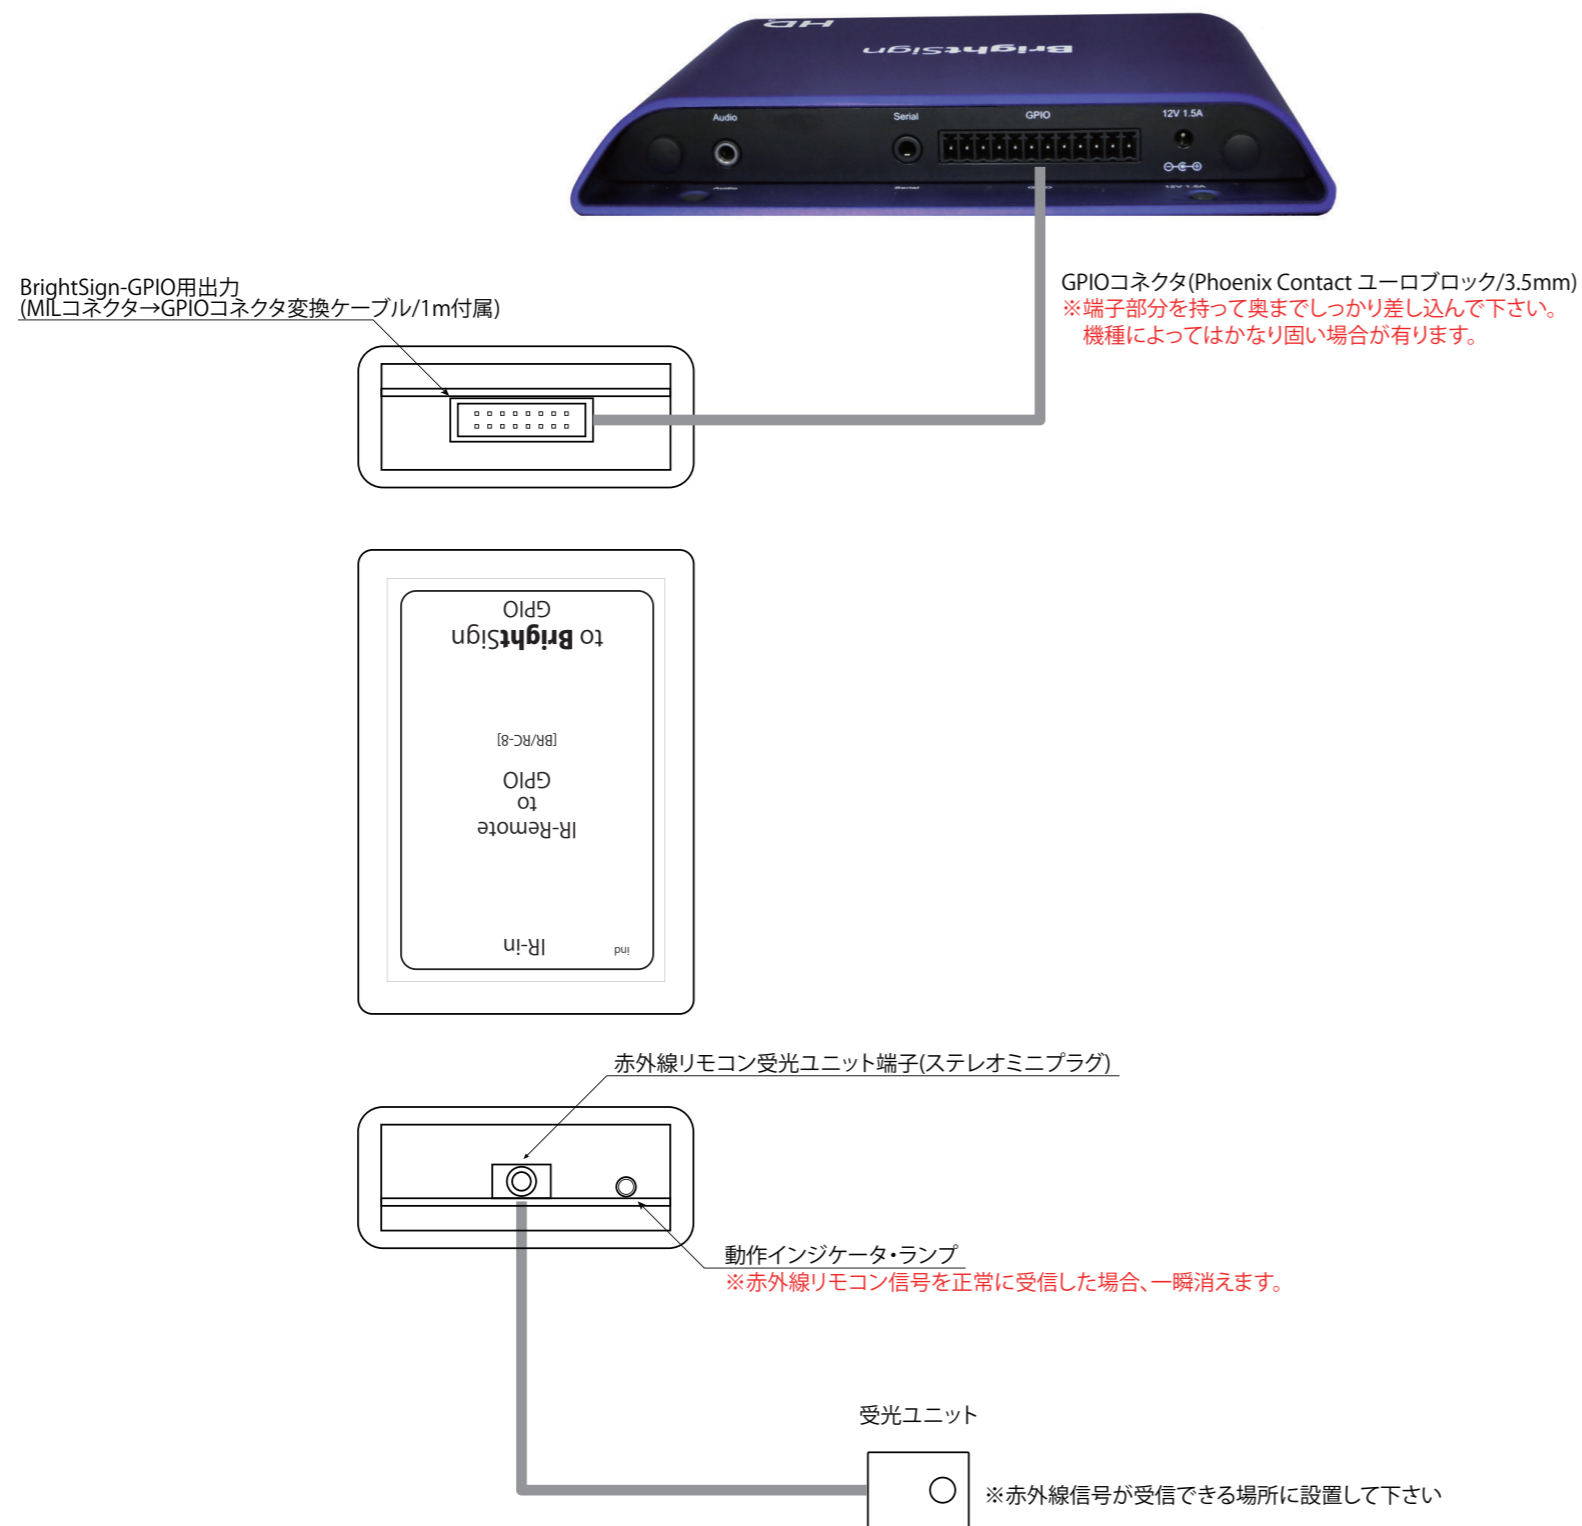 HD
BrightSign
Audio
Serial
GPIO
12V 1.5A
Audio
Serial
GPIO
12V 1.5A
BrightSign-GPIO用出力
(MILコネクタ→GPIOコネクタ変換ケーブル/1m付属)
GPIOコネクタ(Phoenix Contact ユーロブロック/3.5mm)
※端子部分を持って奥までしっかり差し込んで下さい。
機種によってはかなり固い場合が有ります。
to BrightSign
GPIO
[BR/RC-8]
IR-Remote
to
GPIO
IR-in
ind
赤外線リモコン受光ユニット端子(ステレオミニプラグ)
動作インジケータ・ランプ
※赤外線リモコン信号を正常に受信した場合、一瞬消えます。
受光ユニット
※赤外線信号が受信できる場所に設置して下さい